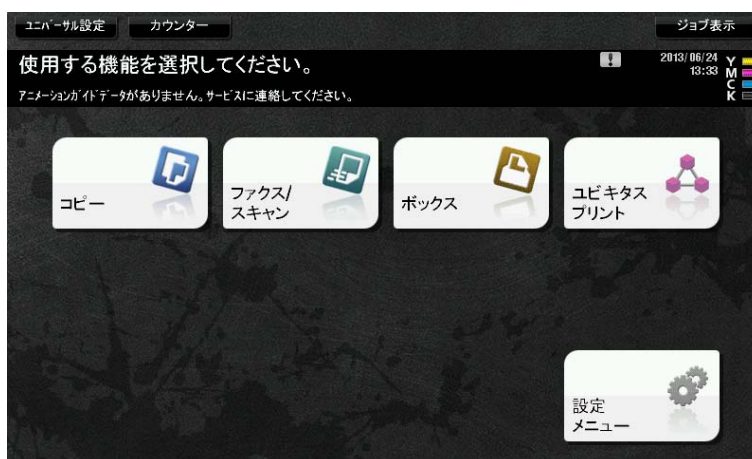 ユニバーサル設定
カウンター
ジョブ表示
使用する機能を選択してください。
2013/06/24
13:33
Y
M
C
K
アニメーションガイドデータがありません。サービスに連絡してください。
コピー
ファクス/
スキャン
ボックス
ユビキタス
プリント
設定
メニュー